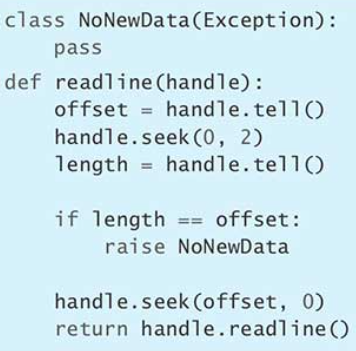 class NoNewData(Exception):
    pass
def readline(handle):
    offset = handle.tell()
    handle.seek(0, 2)
    length = handle.tell()

    if length == offset:
        raise NoNewData

    handle.seek(offset, 0)
    return handle.readline()